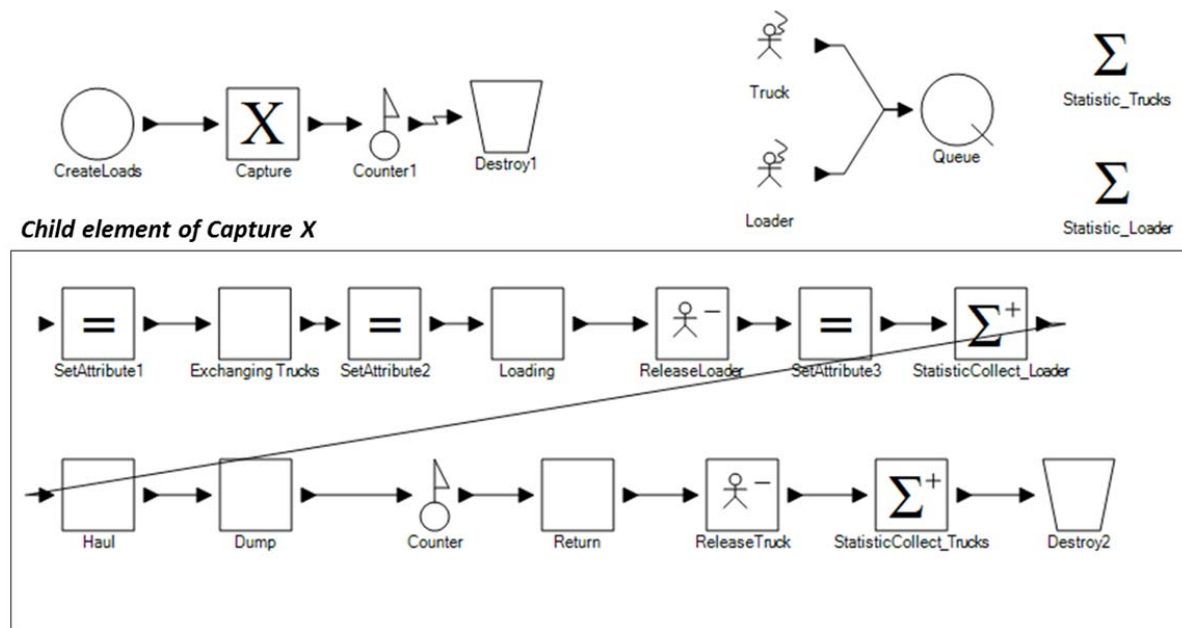 Truck
Σ
Statistic_Trucks
X
CreateLoads
Capture
Counter1
Destroy1
Queue
Loader
Σ
Statistic_Loader
Child element of Capture X
=
=
−
=
Σ+
SetAttribute1
Exchanging Trucks
SetAttribute2
Loading
ReleaseLoader
SetAttribute3
StatisticCollect_Loader
−
Σ+
Haul
Dump
Counter
Return
ReleaseTruck
StatisticCollect_Trucks
Destroy2